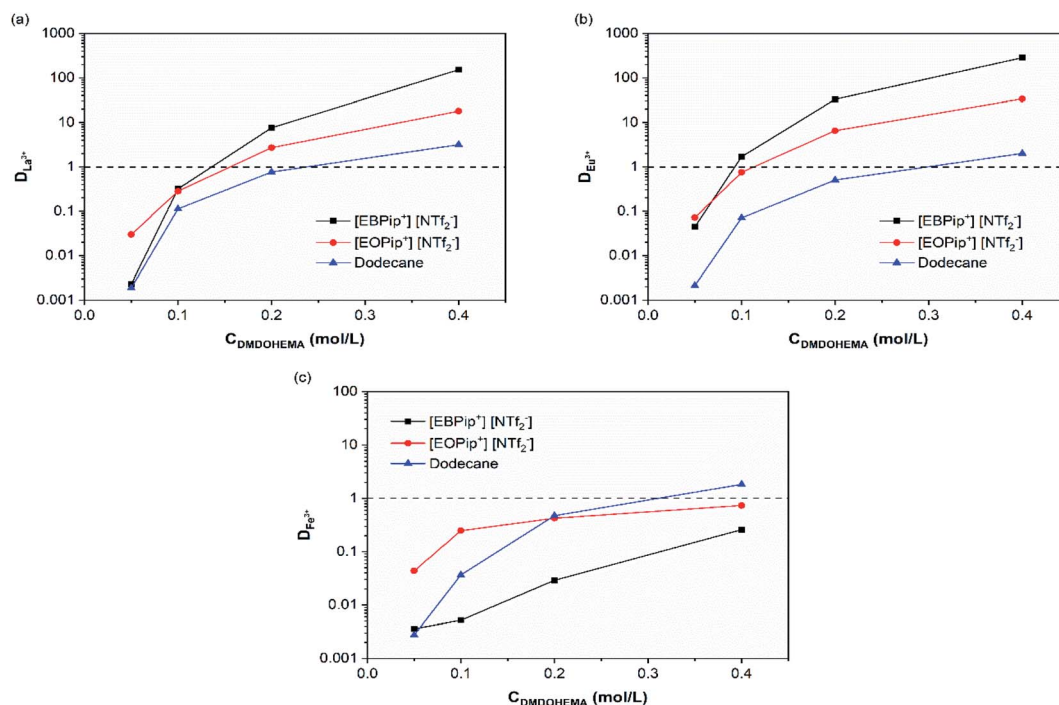 (a)
1000
100
10
1
0.1
0.01
0.001
D_La³⁺
[EBPip⁺] [NTf₂⁻]
[EOPip⁺] [NTf₂⁻]
Dodecane
0.0 0.1 0.2 0.3 0.4
C_DMDOHEMA (mol/L)
(b)
1000
100
10
1
0.1
0.01
0.001
D_Eu³⁺
[EBPip⁺] [NTf₂⁻]
[EOPip⁺] [NTf₂⁻]
Dodecane
0.0 0.1 0.2 0.3 0.4
C_DMDOHEMA (mol/L)
(c)
100
10
1
0.1
0.01
0.001
D_Fe³⁺
[EBPip⁺] [NTf₂⁻]
[EOPip⁺] [NTf₂⁻]
Dodecane
0.0 0.1 0.2 0.3 0.4
C_DMDOHEMA (mol/L)